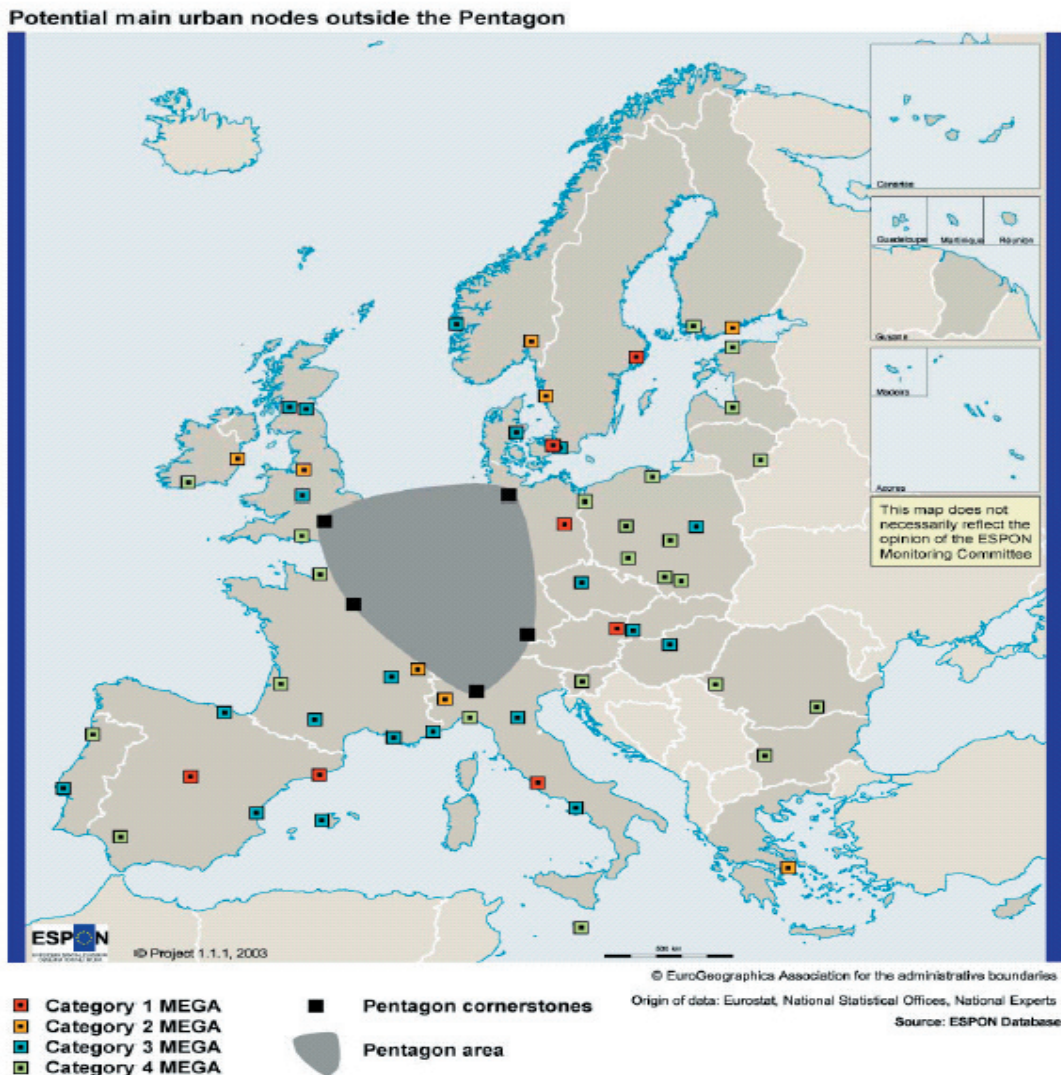 Potential main urban nodes outside the Pentagon
Canarias
Guadeloupe
Martinique
Réunion
Guyane
Madeira
Azores
This map does not
necessarily reflect the
opinion of the ESPON
Monitoring Committee
ESPON
© Project 1.1.1, 2003
500 km
© EuroGeographics Association for the administrative boundaries
Origin of data: Eurostat, National Statistical Offices, National Experts
Source: ESPON Database
Category 1 MEGA
Category 2 MEGA
Category 3 MEGA
Category 4 MEGA
Pentagon cornerstones
Pentagon area